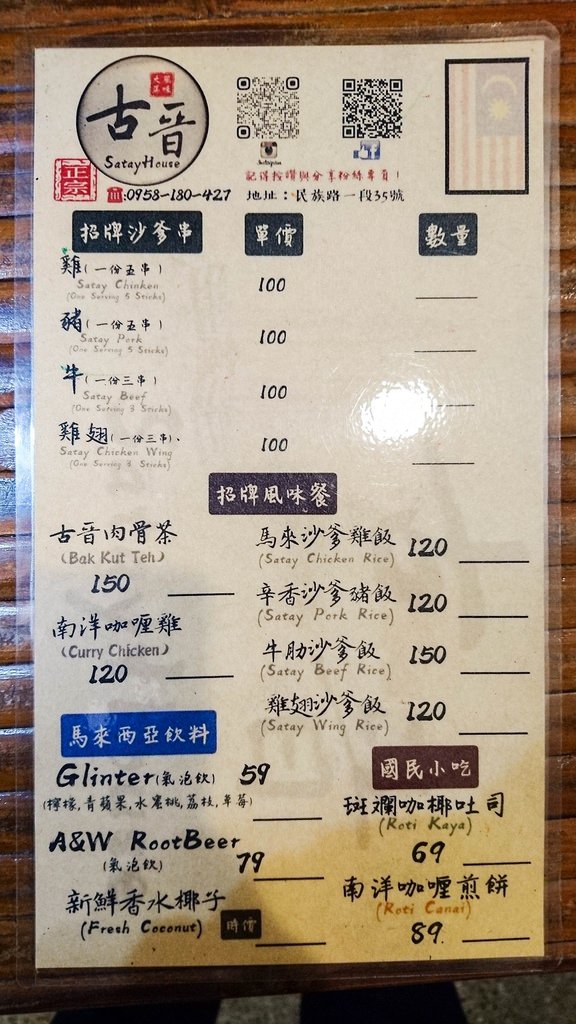 風味
大馬
古晋
SatayHouse
正宗
Instagram
記得按讚與分享粉絲專頁！
☎:0958-180-427
地址：民族路一段35號
招牌沙爹串 單價 數量
雞(一份五串) 100
Satay Chinken
(One Serving 5 Sticks)
豬(一份五串) 100
Satay Pork
(One Serving 5 Sticks)
牛(一份三串) 100
Satay Beef
(One Serving 3 Sticks)
雞翅(一份三串)、 100
Satay Chicken Wing
(One Serving 3 Sticks)
招牌風味餐
古晋肉骨茶
(Bak Kut Teh)
150
南洋咖喱雞
(Curry Chicken)
120
馬來沙爹雞飯 120
(Satay Chicken Rice)
辛香沙爹豬飯 120
(Satay Pork Rice)
牛肋沙爹飯 150
(Satay Beef Rice)
雞翅沙爹飯 120
(Satay Wing Rice)
馬來西亞飲料
Glinter(氣泡飲) 59
(檸檬,青蘋果,水蜜桃,荔枝,草莓)
A&W RootBeer
(氣泡飲) 79
新鮮香水椰子
(Fresh Coconut) 時價
國民小吃
斑斕咖椰吐司
(Roti Kaya)
69
南洋咖喱煎餅
(Roti Canai)
89